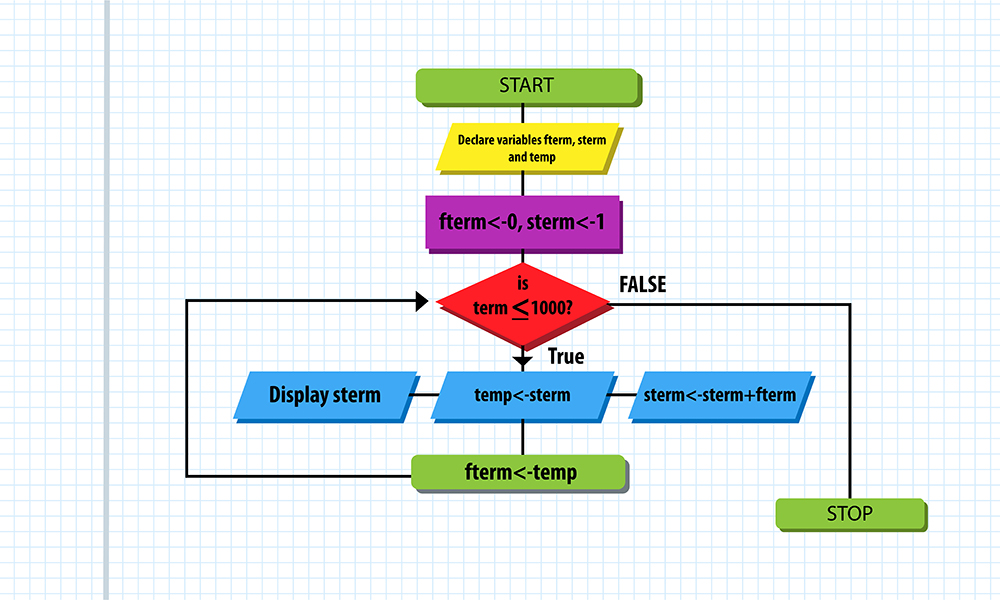 START
Declare variables fterm, sterm
and temp
fterm<-0, sterm<-1
is
term ≤ 1000?
FALSE
True
Display sterm
temp<-sterm
sterm<-sterm+fterm
fterm<-temp
STOP